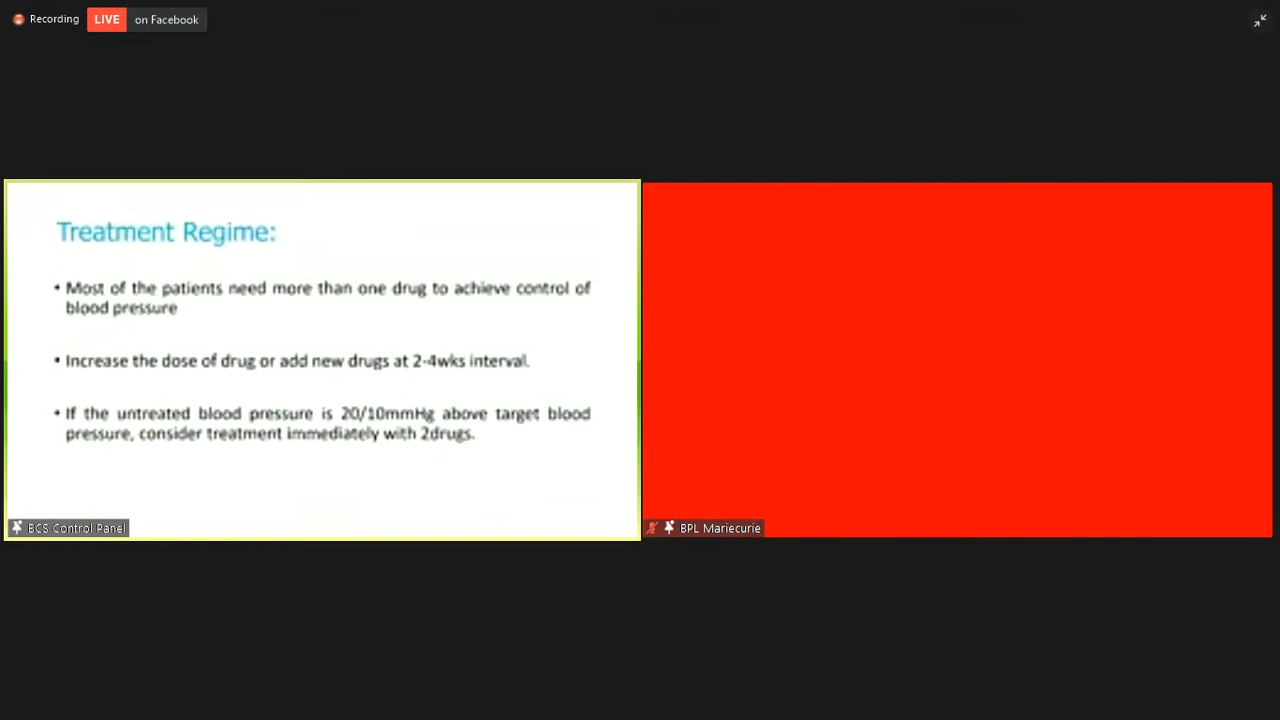 Recording LIVE on Facebook
Treatment Regime:
• Most of the patients need more than one drug to achieve control of
blood pressure
• Increase the dose of drug or add new drugs at 2-4wks interval.
• If the untreated blood pressure is 20/10mmHg above target blood
pressure, consider treatment immediately with 2drugs.
BCS Control Panel
BPL Mariecurie